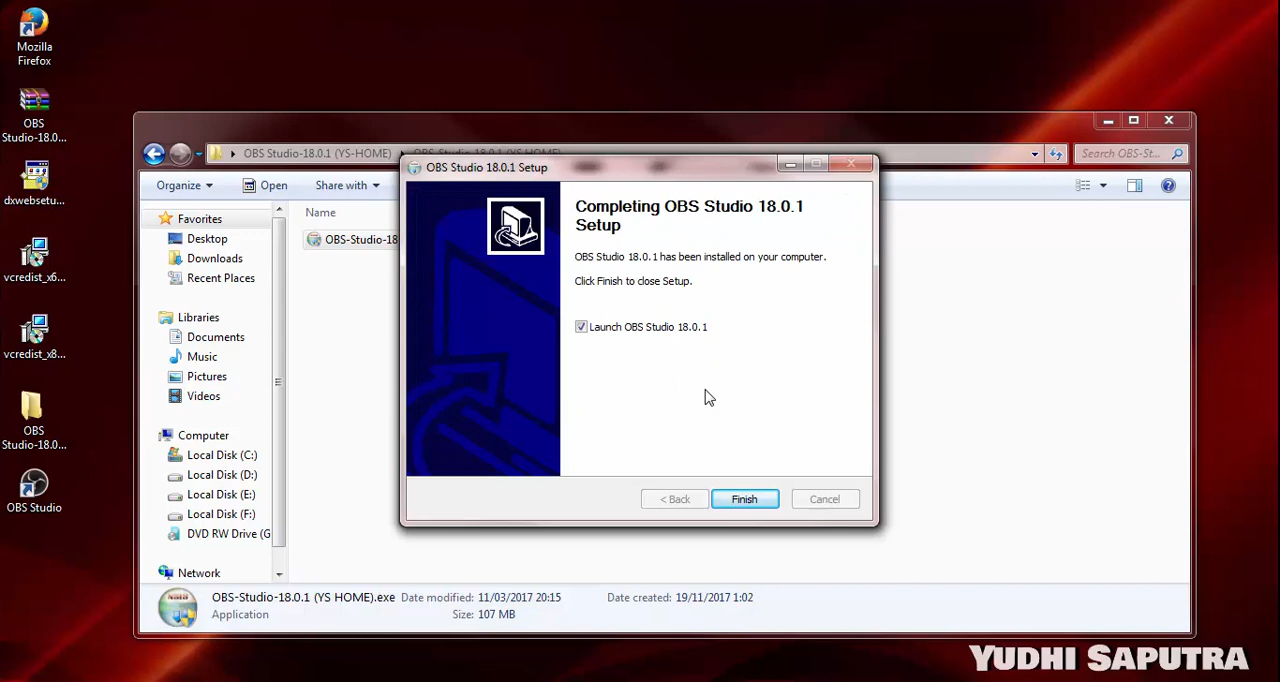 Mozilla
Firefox
OBS
Studio-18.0...
dxwebsetu...
vcredist_x6...
vcredist_x8...
OBS
Studio-18.0...
OBS Studio
OBS Studio-18.0.1 (YS-HOME)
Search OBS-St...
Organize
Open
Share with
Name
OBS-Studio-18
Favorites
Desktop
Downloads
Recent Places
Libraries
Documents
Music
Pictures
Videos
Computer
Local Disk (C:)
Local Disk (D:)
Local Disk (E:)
Local Disk (F:)
DVD RW Drive (G
Network
OBS Studio 18.0.1 Setup
Completing OBS Studio 18.0.1
Setup
OBS Studio 18.0.1 has been installed on your computer.
Click Finish to close Setup.
Launch OBS Studio 18.0.1
< Back
Finish
Cancel
OBS-Studio-18.0.1 (YS HOME).exe Date modified: 11/03/2017 20:15 Date created: 19/11/2017 1:02
Application Size: 107 MB
YUDHI SAPUTRA